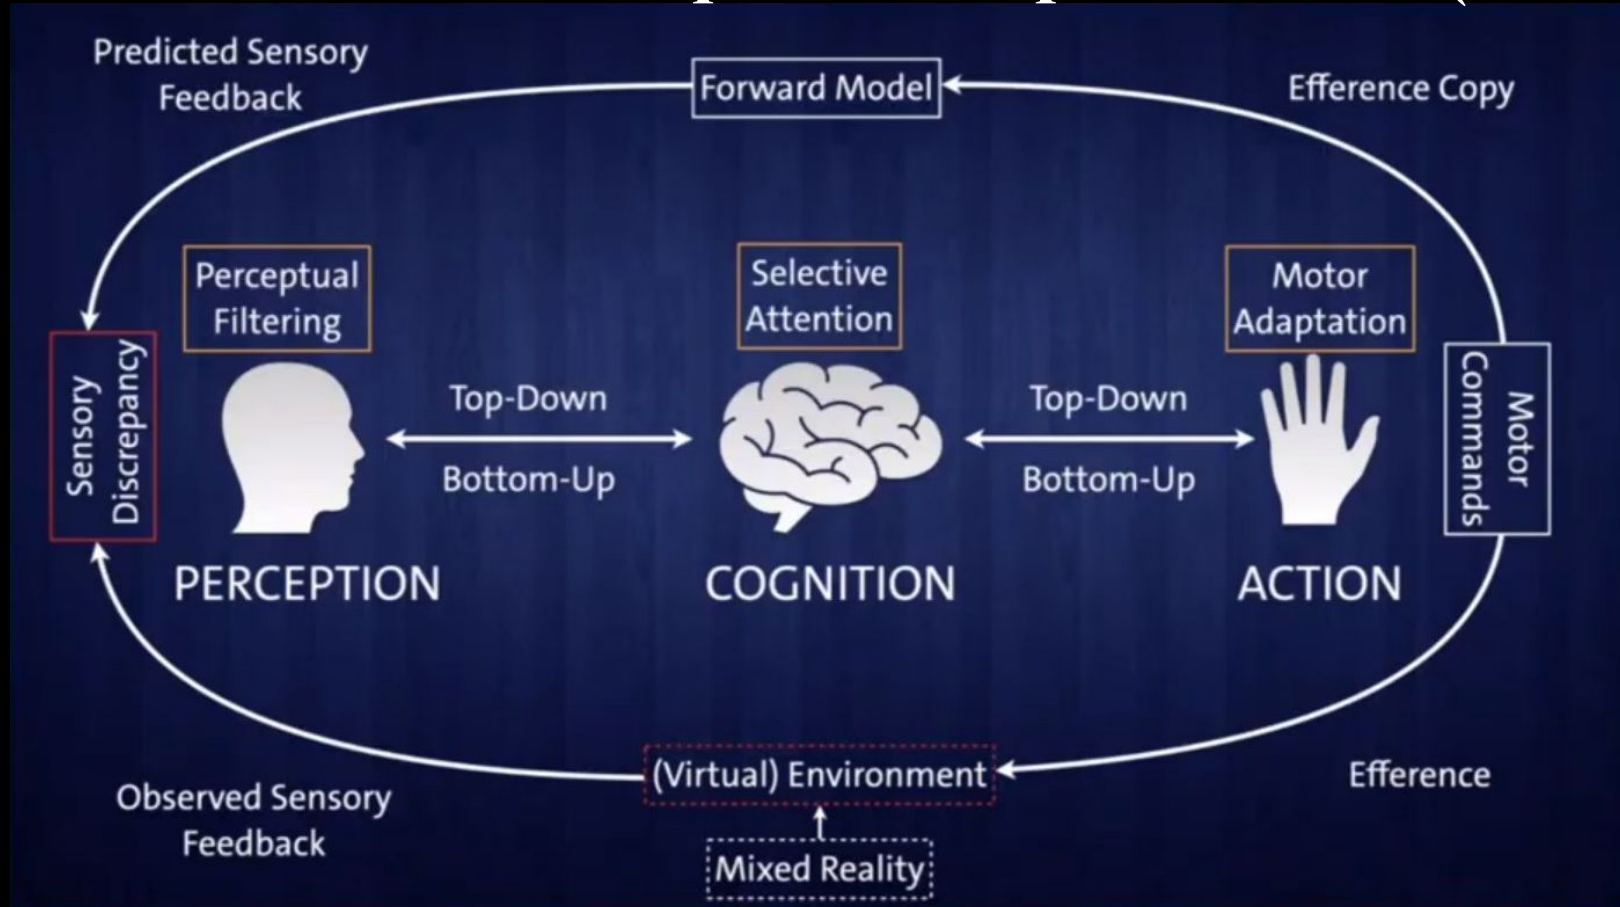 Predicted Sensory
Feedback
Forward Model
Efference Copy
Perceptual
Filtering
Selective
Attention
Motor
Adaptation
Sensory
Discrepancy
Top-Down
Bottom-Up
Top-Down
Bottom-Up
Motor
Commands
PERCEPTION
COGNITION
ACTION
(Virtual) Environment
Observed Sensory
Feedback
Efference
Mixed Reality